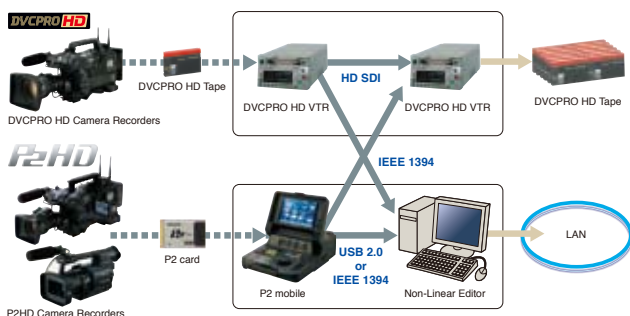 DVCPRO HD
DVCPRO HD Camera Recorders
DVCPRO HD Tape
DVCPRO HD VTR
HD SDI
DVCPRO HD VTR
DVCPRO HD Tape
IEEE 1394
P2HD
P2HD Camera Recorders
P2 card
P2 mobile
USB 2.0
or
IEEE 1394
Non-Linear Editor
LAN